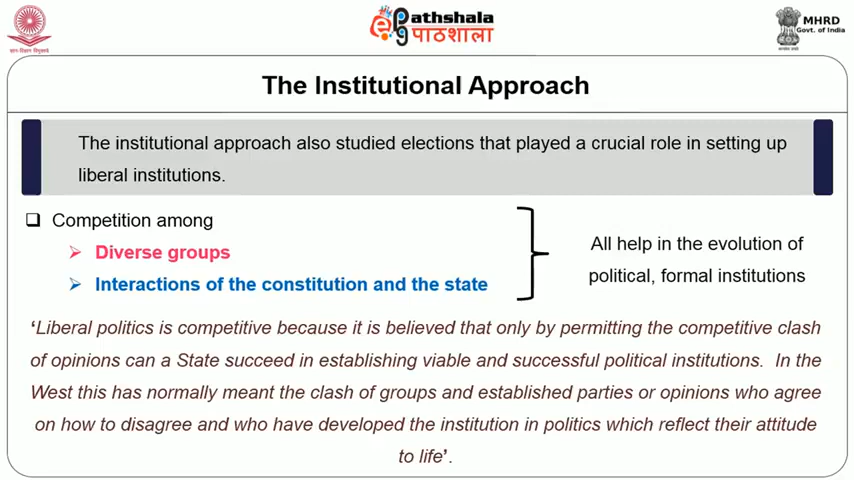 ePathshala
पाठशाला
MHRD
Govt. of India
The Institutional Approach
The institutional approach also studied elections that played a crucial role in setting up
liberal institutions.
Competition among
Diverse groups
Interactions of the constitution and the state
All help in the evolution of
political, formal institutions
‘Liberal politics is competitive because it is believed that only by permitting the competitive clash
of opinions can a State succeed in establishing viable and successful political institutions. In the
West this has normally meant the clash of groups and established parties or opinions who agree
on how to disagree and who have developed the institution in politics which reflect their attitude
to life’.